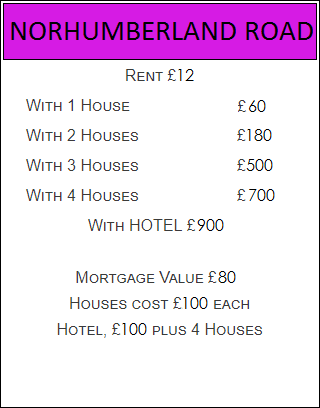 NORHUMBERLAND ROAD
Rent £12
With 1 House £60
With 2 Houses £180
With 3 Houses £500
With 4 Houses £700
With HOTEL £900
Mortgage Value £80
Houses cost £100 each
Hotel, £100 plus 4 Houses